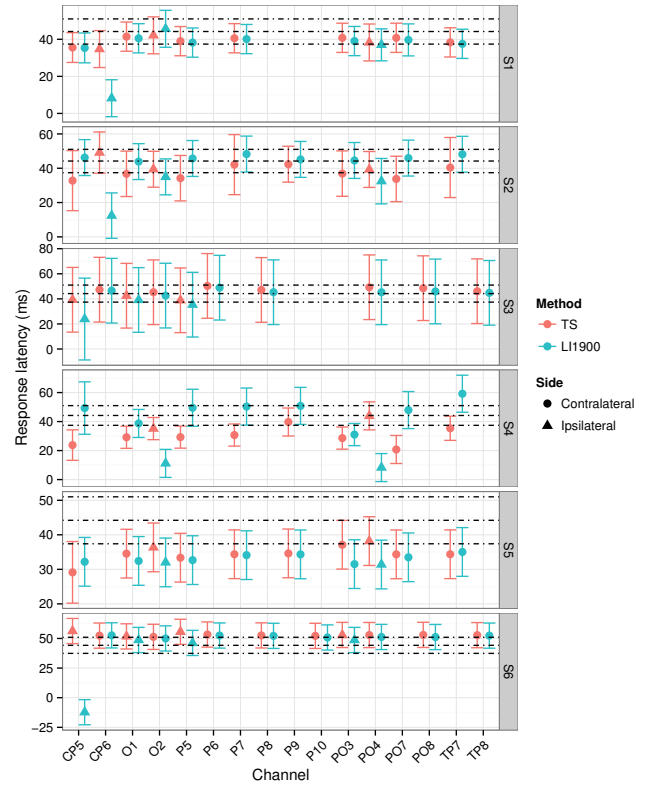 40
20
0
S1
60
40
20
0
S2
80
60
40
20
0
S3
60
40
20
0
S4
50
40
30
20
S5
50
25
0
−25
S6
Response latency (ms)
CP5 CP6 O1 O2 P5 P6 P7 P8 P9 P10 PO3 PO4 PO7 PO8 TP7 TP8
Channel
Method
TS
LI1900
Side
Contralateral
Ipsilateral